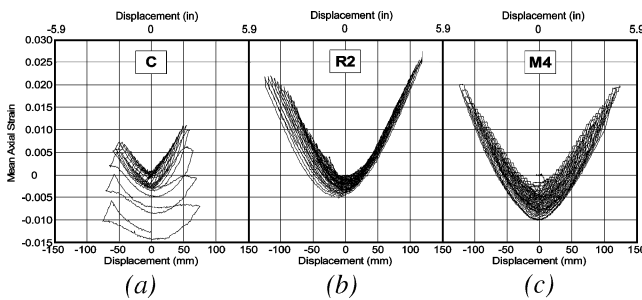 Displacement (in) Displacement (in) Displacement (in)
-5.9 0 5.9 0 5.9 0 5.9
0.030
0.025
0.020
0.015
0.010
0.005
0
-0.005
-0.010
-0.015
Mean Axial Strain
C R2 M4
-150 -100 -50 0 50 100 150 -100 -50 0 50 100 150 -100 -50 0 50 100 150
Displacement (mm) Displacement (mm) Displacement (mm)
(a) (b) (c)